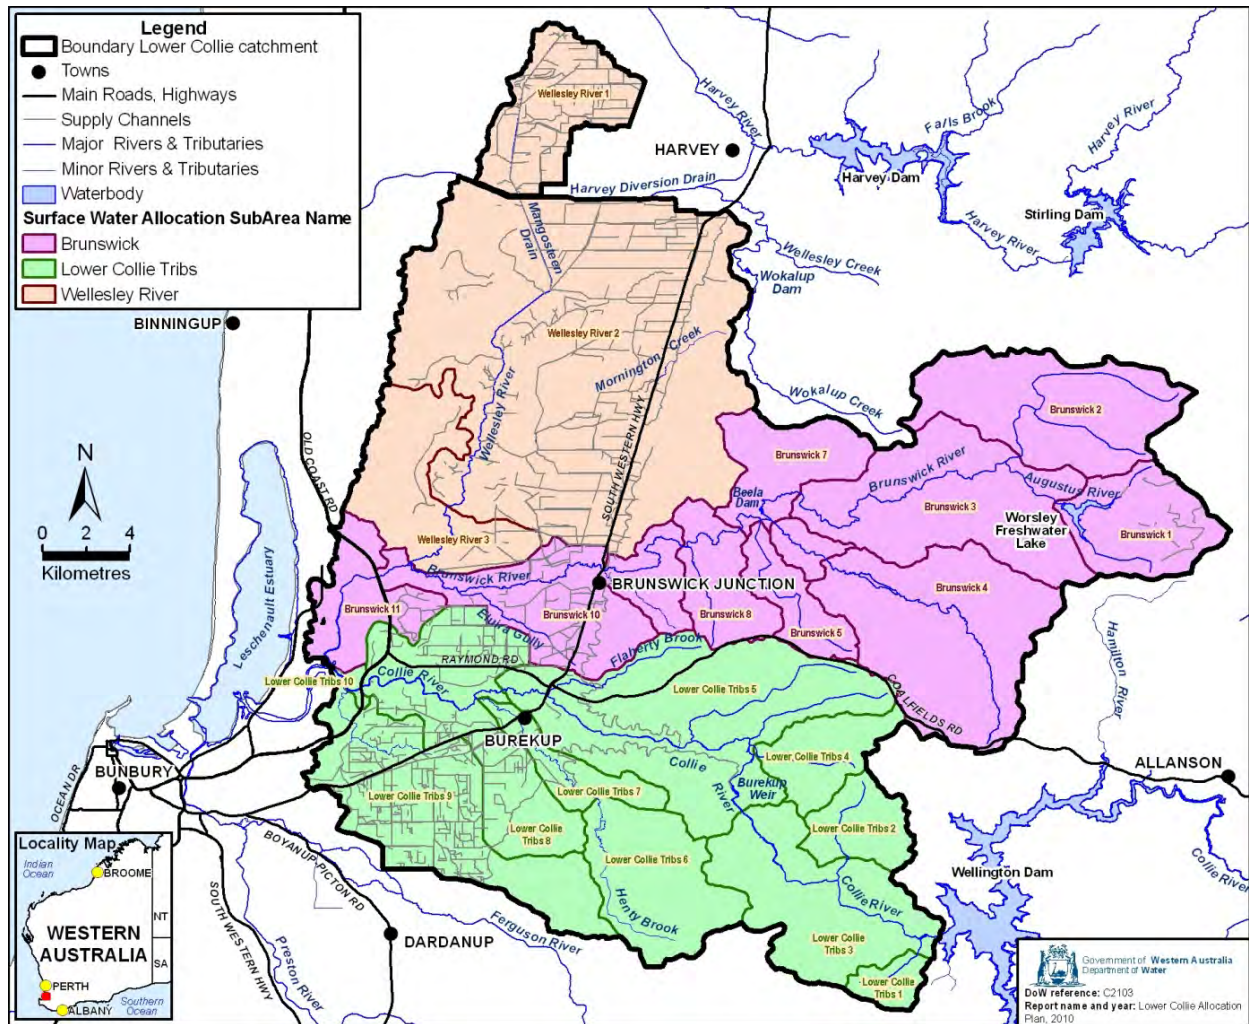 Legend
Boundary Lower Collie catchment
Towns
Main Roads, Highways
Supply Channels
Major Rivers & Tributaries
Minor Rivers & Tributaries
Waterbody
Surface Water Allocation SubArea Name
Brunswick
Lower Collie Tribs
Wellesley River
Wellesley River 1
HARVEY
Harvey River
Harvey Diversion Drain
Falls Brook
Harvey River
Harvey Dam
Stirling Dam
Harvey River
Mangosteen
Drain
Wellesley Creek
Wokalup
Dam
BINNINGUP
Wellesley River 2
Mornington Creek
Wellesley River
SOUTH WESTERN HWY
Wokalup Creek
OLD COAST RD
Brunswick 2
Brunswick 7
Brunswick River
Augustus River
Beela
Dam
Brunswick 3
Worsley
Freshwater
Lake
Brunswick 1
N
0 2 4
Kilometres
Leschenault Estuary
Wellesley River 3
Brunswick River
BRUNSWICK JUNCTION
Brunswick 4
Brunswick 11
Brunswick 10
Brunswick 8
Brunswick 5
Eluira Gully
Flaherty Brook
Hamilton River
RAYMOND RD
Lower Collie Tribs 10
Collie River
Lower Collie Tribs 5
COALFIELDS RD
BUREKUP
Lower Collie Tribs 4
Collie
River
Burekup
Weir
ALLANSON
BUNBURY
OCEAN DR
Lower Collie Tribs 9
Lower Collie Tribs 7
Lower Collie
Tribs 8
Lower Collie Tribs 2
Lower Collie Tribs 6
Wellington Dam
Collie River
Collie River
BOYANUP-PICTON RD
Henty Brook
Lower Collie
Tribs 3
Lower Collie
Tribs 1
SOUTH WESTERN HWY
Preston River
DARDANUP
Ferguson River
Locality Map
Indian
Ocean
BROOME
NT
WESTERN
AUSTRALIA
SA
PERTH
ALBANY
Southern
Ocean
Government of Western Australia
Department of Water
DoW reference: C2103
Report name and year: Lower Collie Allocation
Plan, 2010